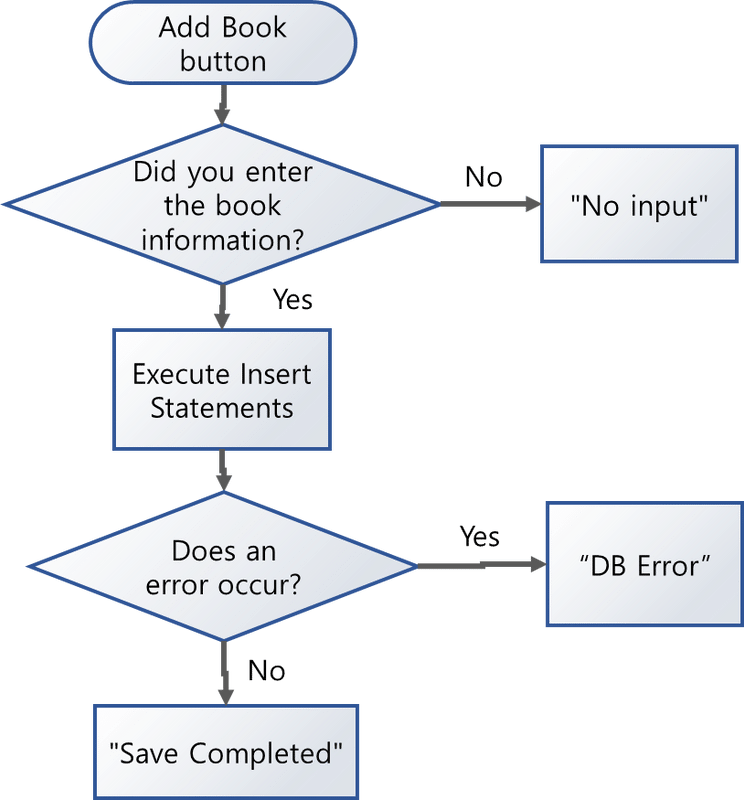 Add Book
button
Did you enter
the book
information?
No
"No input"
Yes
Execute Insert
Statements
Does an
error occur?
Yes
“DB Error”
No
"Save Completed"